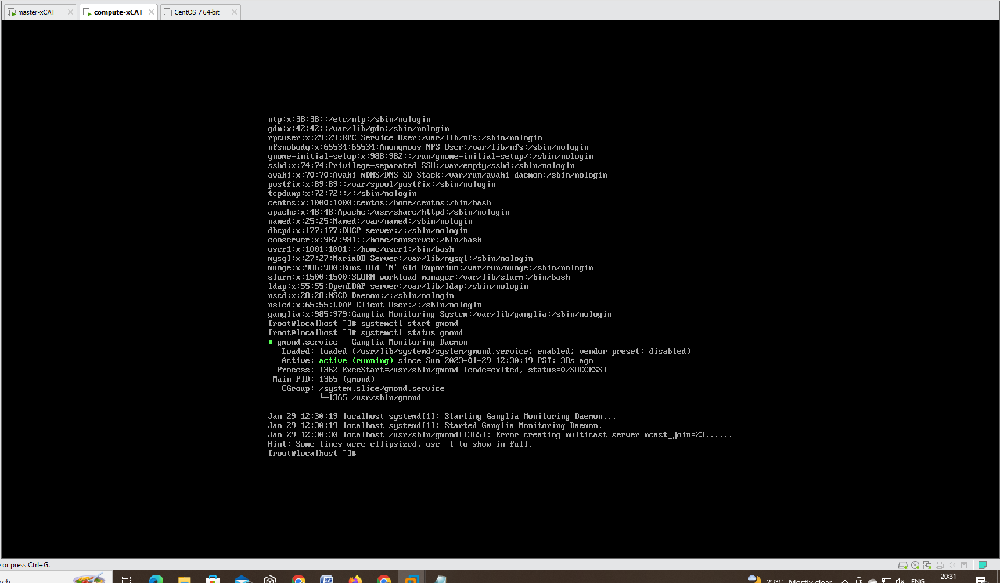 master-xCAT
compute-xCAT
CentOS 7 64-bit
ntp:x:38:38::/etc/ntp:/sbin/nologin
gdm:x:42:42::/var/lib/gdm:/sbin/nologin
rpcuser:x:29:29:RPC Service User:/var/lib/nfs:/sbin/nologin
nfsnobody:x:65534:65534:Anonymous NFS User:/var/lib/nfs:/sbin/nologin
gnome-initial-setup:x:988:982::/run/gnome-initial-setup/:/sbin/nologin
sshd:x:74:74:Privilege-separated SSH:/var/empty/sshd:/sbin/nologin
avahi:x:70:70:Avahi mDNS/DNS-SD Stack:/var/run/avahi-daemon:/sbin/nologin
postfix:x:89:89::/var/spool/postfix:/sbin/nologin
tcpdump:x:72:72::/:/sbin/nologin
centos:x:1000:1000:centos:/home/centos:/bin/bash
apache:x:48:48:Apache:/usr/share/httpd:/sbin/nologin
named:x:25:25:Named:/var/named:/sbin/nologin
dhcpd:x:177:177:DHCP server:/:/sbin/nologin
conserver:x:987:981::/home/conserver:/bin/bash
user1:x:1001:1001::/home/user1:/bin/bash
mysql:x:27:27:MariaDB Server:/var/lib/mysql:/sbin/nologin
munge:x:986:980:Runs Uid 'N' Gid Emporium:/var/run/munge:/sbin/nologin
slurm:x:1500:1500:SLURM workload manager:/var/lib/slurm:/bin/bash
ldap:x:55:55:OpenLDAP server:/var/lib/ldap:/sbin/nologin
nscd:x:28:28:NSCD Daemon:/:/sbin/nologin
nslcd:x:65:55:LDAP Client User:/:/sbin/nologin
ganglia:x:985:979:Ganglia Monitoring System:/var/lib/ganglia:/sbin/nologin
[root@localhost ~]# systemctl start gmond
[root@localhost ~]# systemctl status gmond
gmond.service - Ganglia Monitoring Daemon
Loaded: loaded (/usr/lib/systemd/system/gmond.service; enabled; vendor preset: disabled)
Active: active (running) since Sun 2023-01-29 12:30:19 PST; 38s ago
Process: 1362 ExecStart=/usr/sbin/gmond (code=exited, status=0/SUCCESS)
Main PID: 1365 (gmond)
CGroup: /system.slice/gmond.service
└─1365 /usr/sbin/gmond
Jan 29 12:30:19 localhost systemd[1]: Starting Ganglia Monitoring Daemon...
Jan 29 12:30:19 localhost systemd[1]: Started Ganglia Monitoring Daemon.
Jan 29 12:30:30 localhost /usr/sbin/gmond[1365]: Error creating multicast server mcast_join=23......
Hint: Some lines were ellipsized, use -l to show in full.
[root@localhost ~]#
or press Ctrl+G.
23°C Mostly clear
ENG
20:31